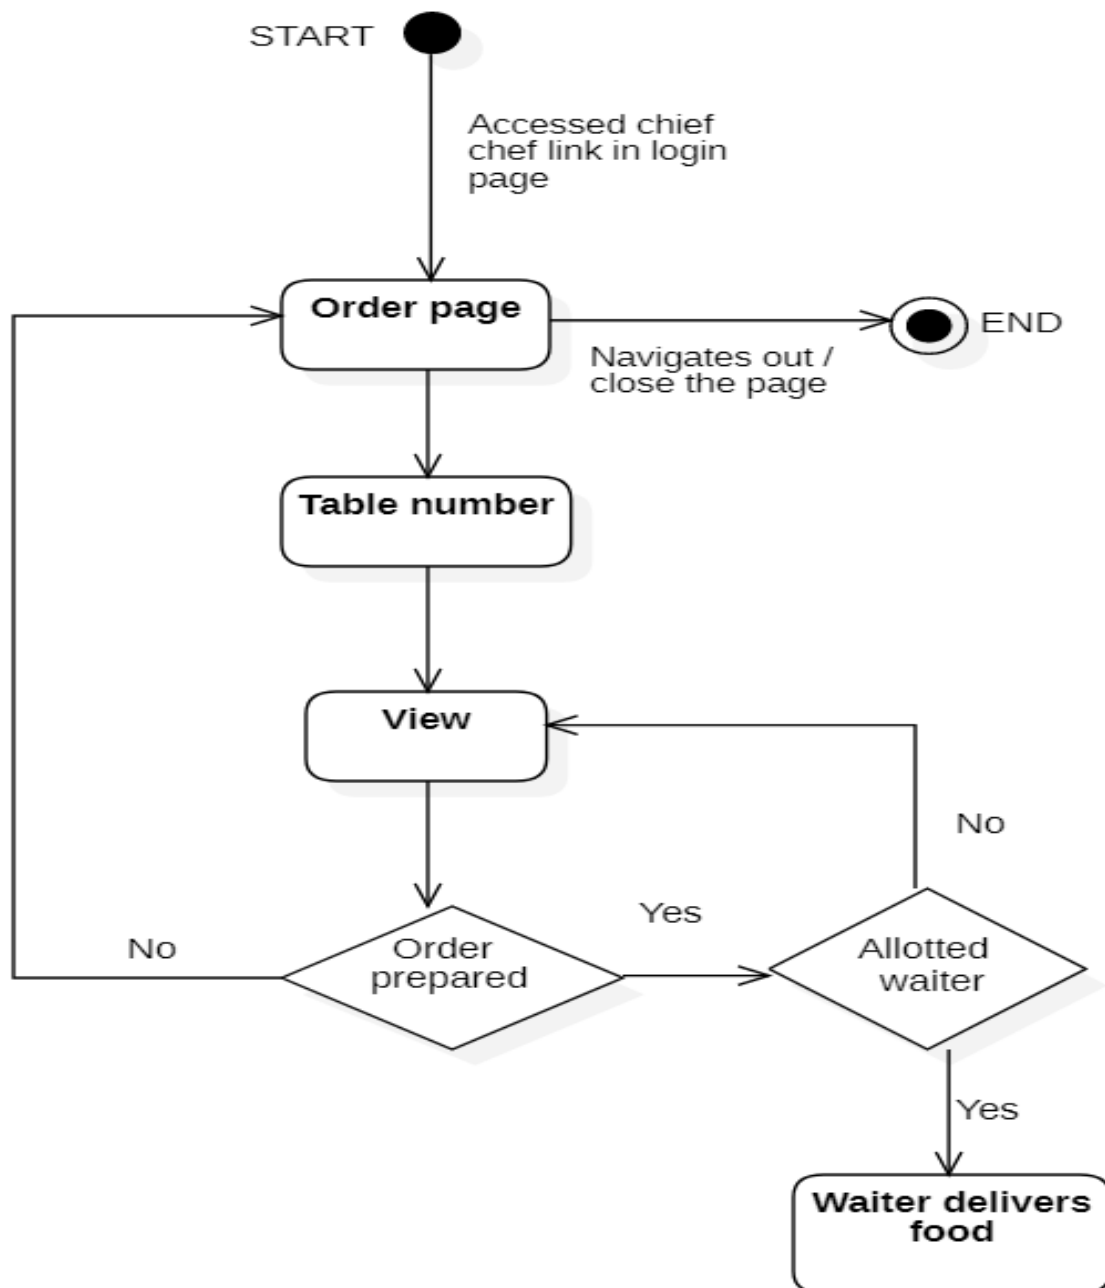 START
Accessed chief
chef link in login
page
Order page
END
Navigates out /
close the page
Table number
View
No
Yes
No
Order
prepared
Allotted
waiter
Yes
Waiter delivers
food